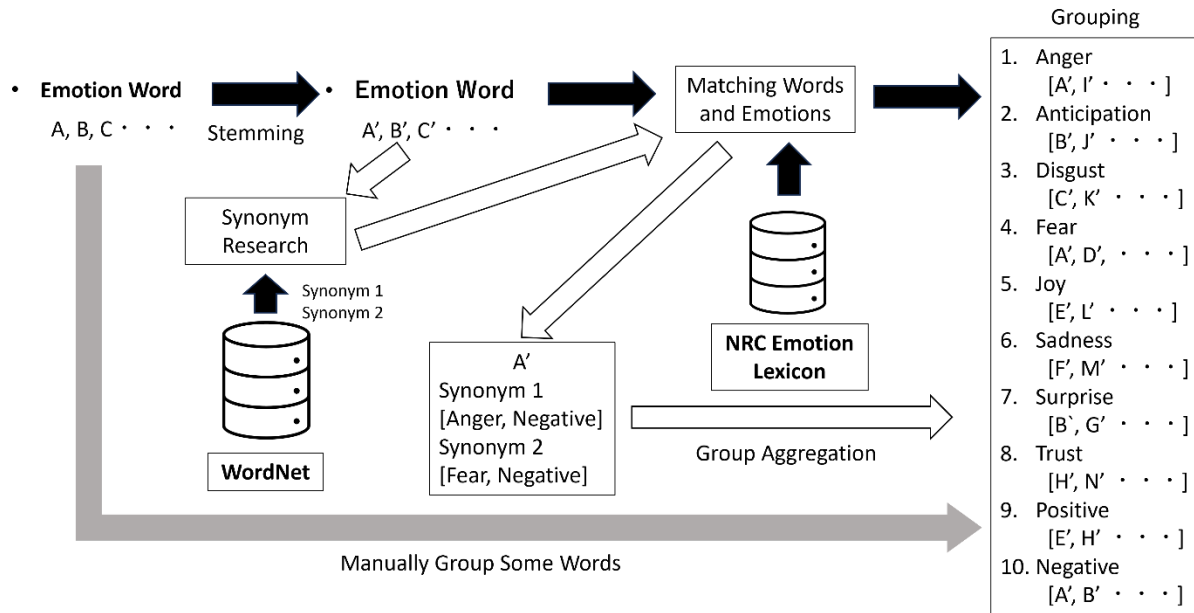 Grouping
• Emotion Word
A, B, C ・・・
Stemming
• Emotion Word
A’, B’, C’ ・・・
Matching Words
and Emotions
Synonym
Research
Synonym 1
Synonym 2
WordNet
A’
Synonym 1
[Anger, Negative]
Synonym 2
[Fear, Negative]
NRC Emotion
Lexicon
Group Aggregation
Manually Group Some Words
1. Anger
[A’, I’ ・・・]
2. Anticipation
[B’, J’ ・・・]
3. Disgust
[C’, K’ ・・・]
4. Fear
[A’, D’, ・・・]
5. Joy
[E’, L’ ・・・]
6. Sadness
[F’, M’ ・・・]
7. Surprise
[B`, G’ ・・・]
8. Trust
[H’, N’ ・・・]
9. Positive
[E’, H’ ・・・]
10. Negative
[A’, B’ ・・・]